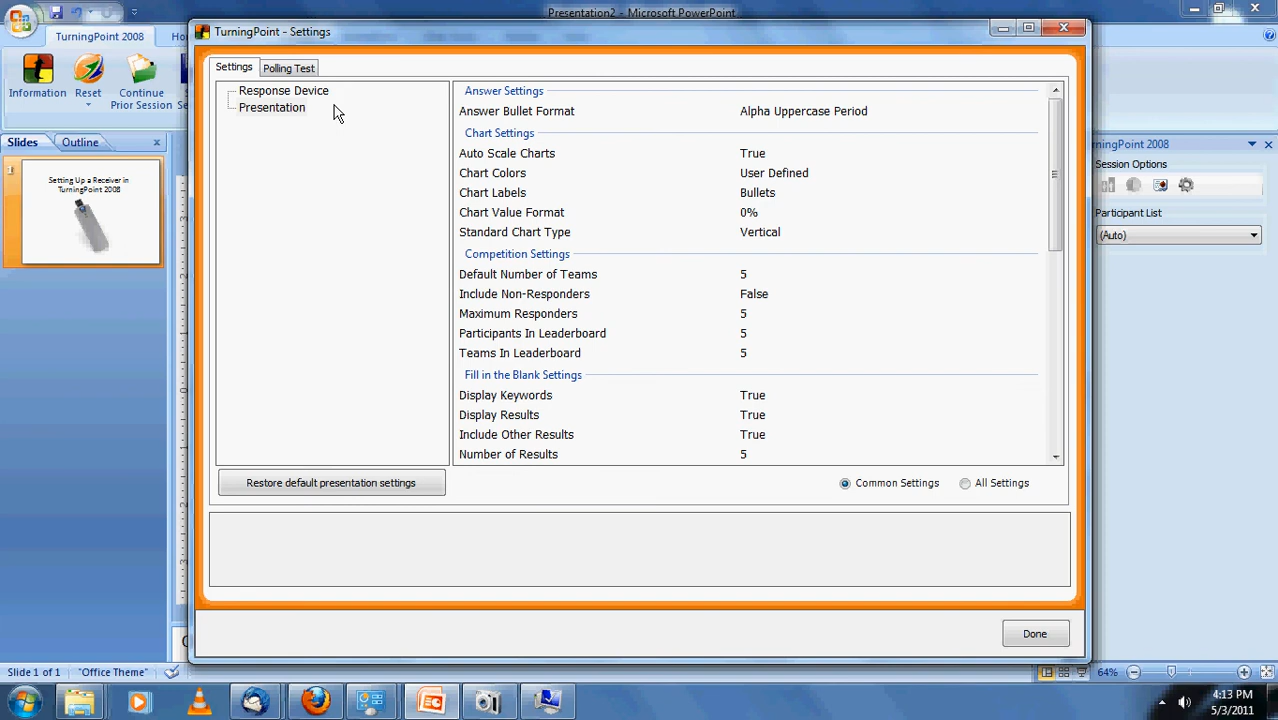 Presentation2 - Microsoft PowerPoint
TurningPoint 2008
Information
Reset
Continue
Prior Session
Slides
Outline
1
Setting Up a Receiver in
TurningPoint 2008
TurningPoint - Settings
Settings
Polling Test
Response Device
Presentation
Answer Settings
Answer Bullet Format Alpha Uppercase Period
Chart Settings
Auto Scale Charts True
Chart Colors User Defined
Chart Labels Bullets
Chart Value Format 0%
Standard Chart Type Vertical
Competition Settings
Default Number of Teams 5
Include Non-Responders False
Maximum Responders 5
Participants In Leaderboard 5
Teams In Leaderboard 5
Fill in the Blank Settings
Display Keywords True
Display Results True
Include Other Results True
Number of Results 5
Restore default presentation settings
Common Settings
All Settings
Done
rningPoint 2008
Session Options
Participant List
(Auto)
Slide 1 of 1
"Office Theme"
64%
4:13 PM
5/3/2011